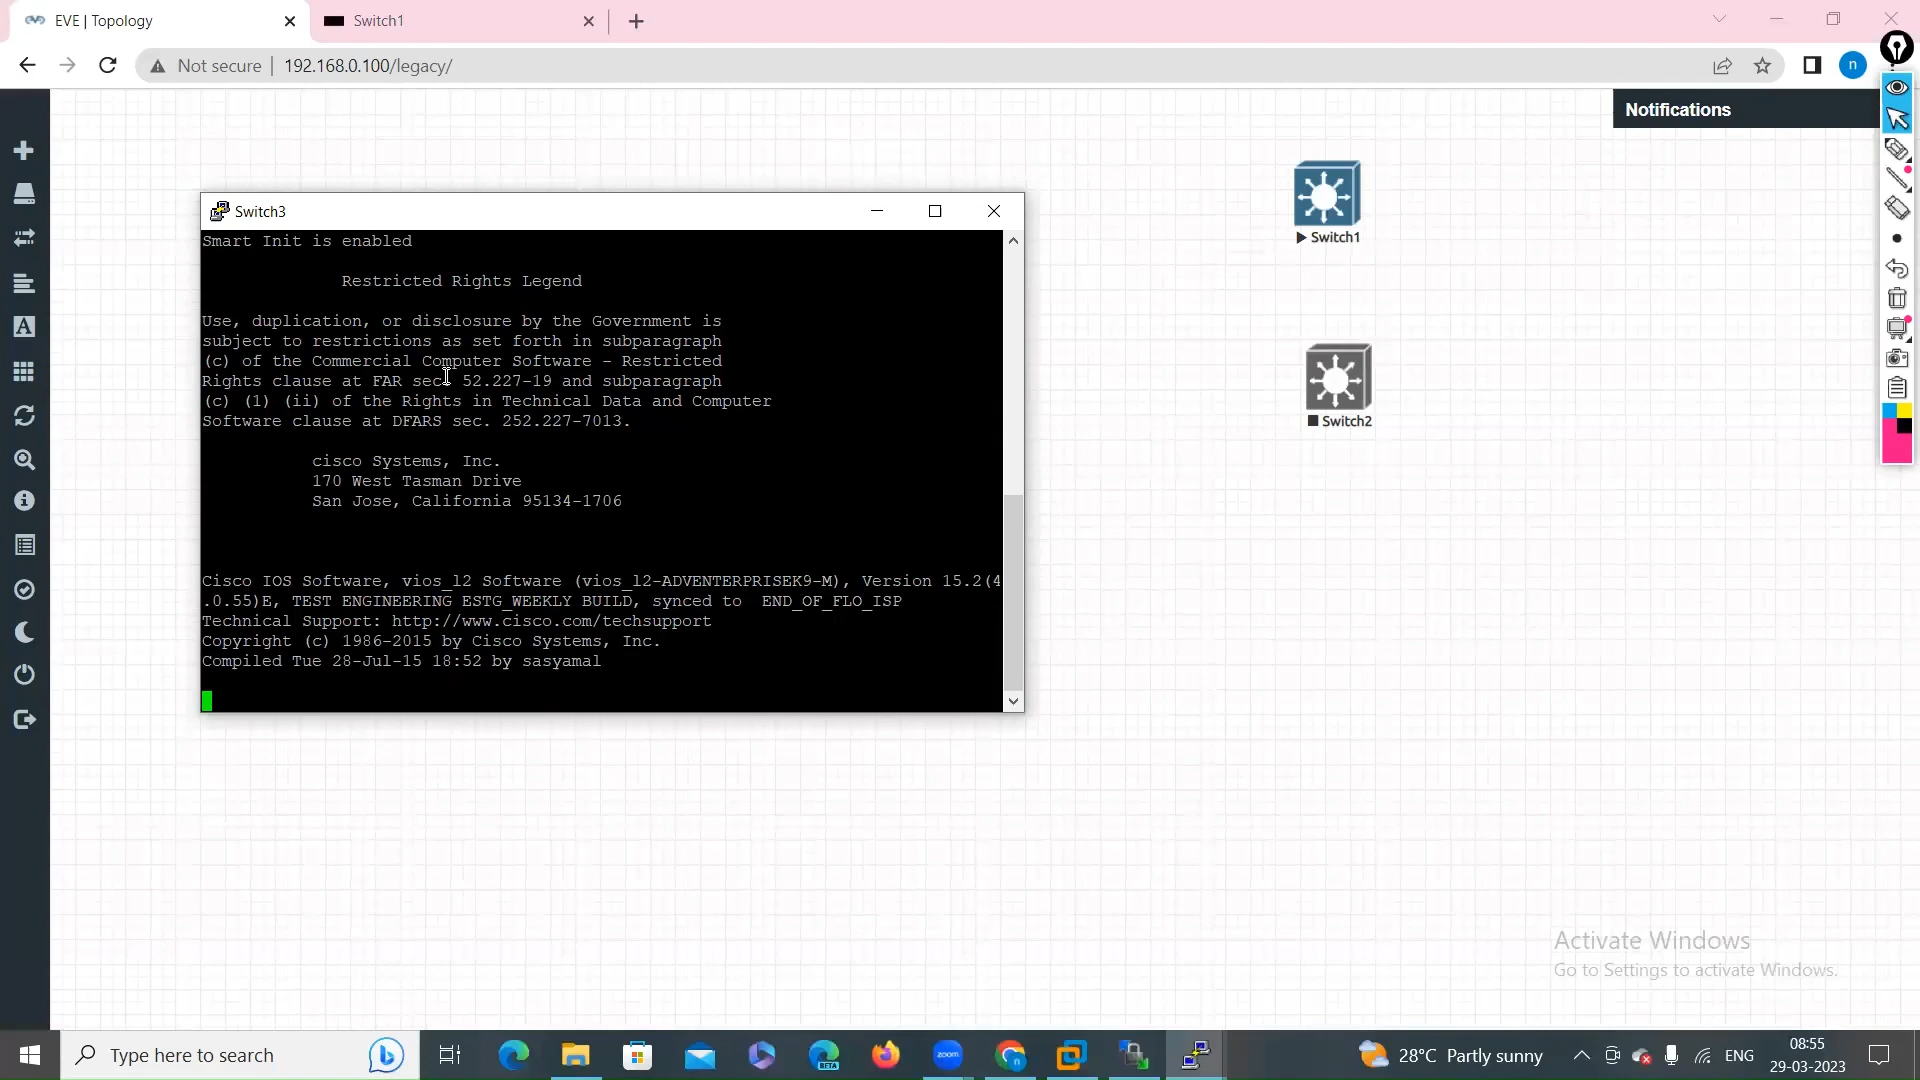 EVE | Topology
Switch1
Not secure
192.168.0.100/legacy/
n
Notifications
Switch3
Smart Init is enabled
Restricted Rights Legend
Use, duplication, or disclosure by the Government is
subject to restrictions as set forth in subparagraph
(c) of the Commercial Computer Software - Restricted
Rights clause at FAR sec. 52.227-19 and subparagraph
(c) (1) (ii) of the Rights in Technical Data and Computer
Software clause at DFARS sec. 252.227-7013.
cisco Systems, Inc.
170 West Tasman Drive
San Jose, California 95134-1706
Cisco IOS Software, vios_l2 Software (vios_l2-ADVENTERPRISEK9-M), Version 15.2(4
.0.55)E, TEST ENGINEERING ESTG_WEEKLY BUILD, synced to  END_OF_FLO_ISP
Technical Support: http://www.cisco.com/techsupport
Copyright (c) 1986-2015 by Cisco Systems, Inc.
Compiled Tue 28-Jul-15 18:52 by sasyamal
Switch1
Switch2
Activate Windows
Go to Settings to activate Windows.
Type here to search
BETA
zoom
n
28°C Partly sunny
ENG
08:55
29-03-2023